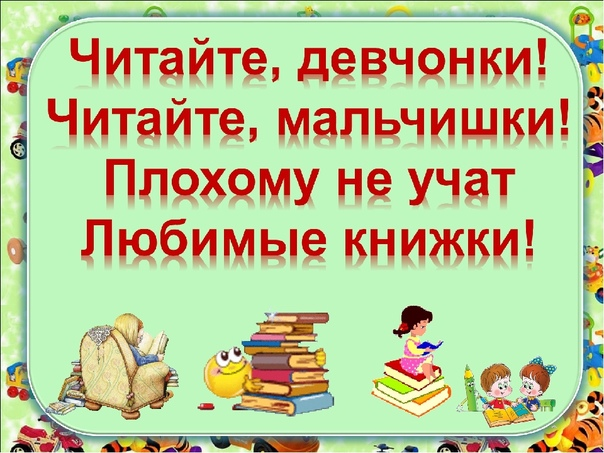 Читайте, девчонки!
Читайте, мальчишки!
Плохому не учат
Любимые книжки!